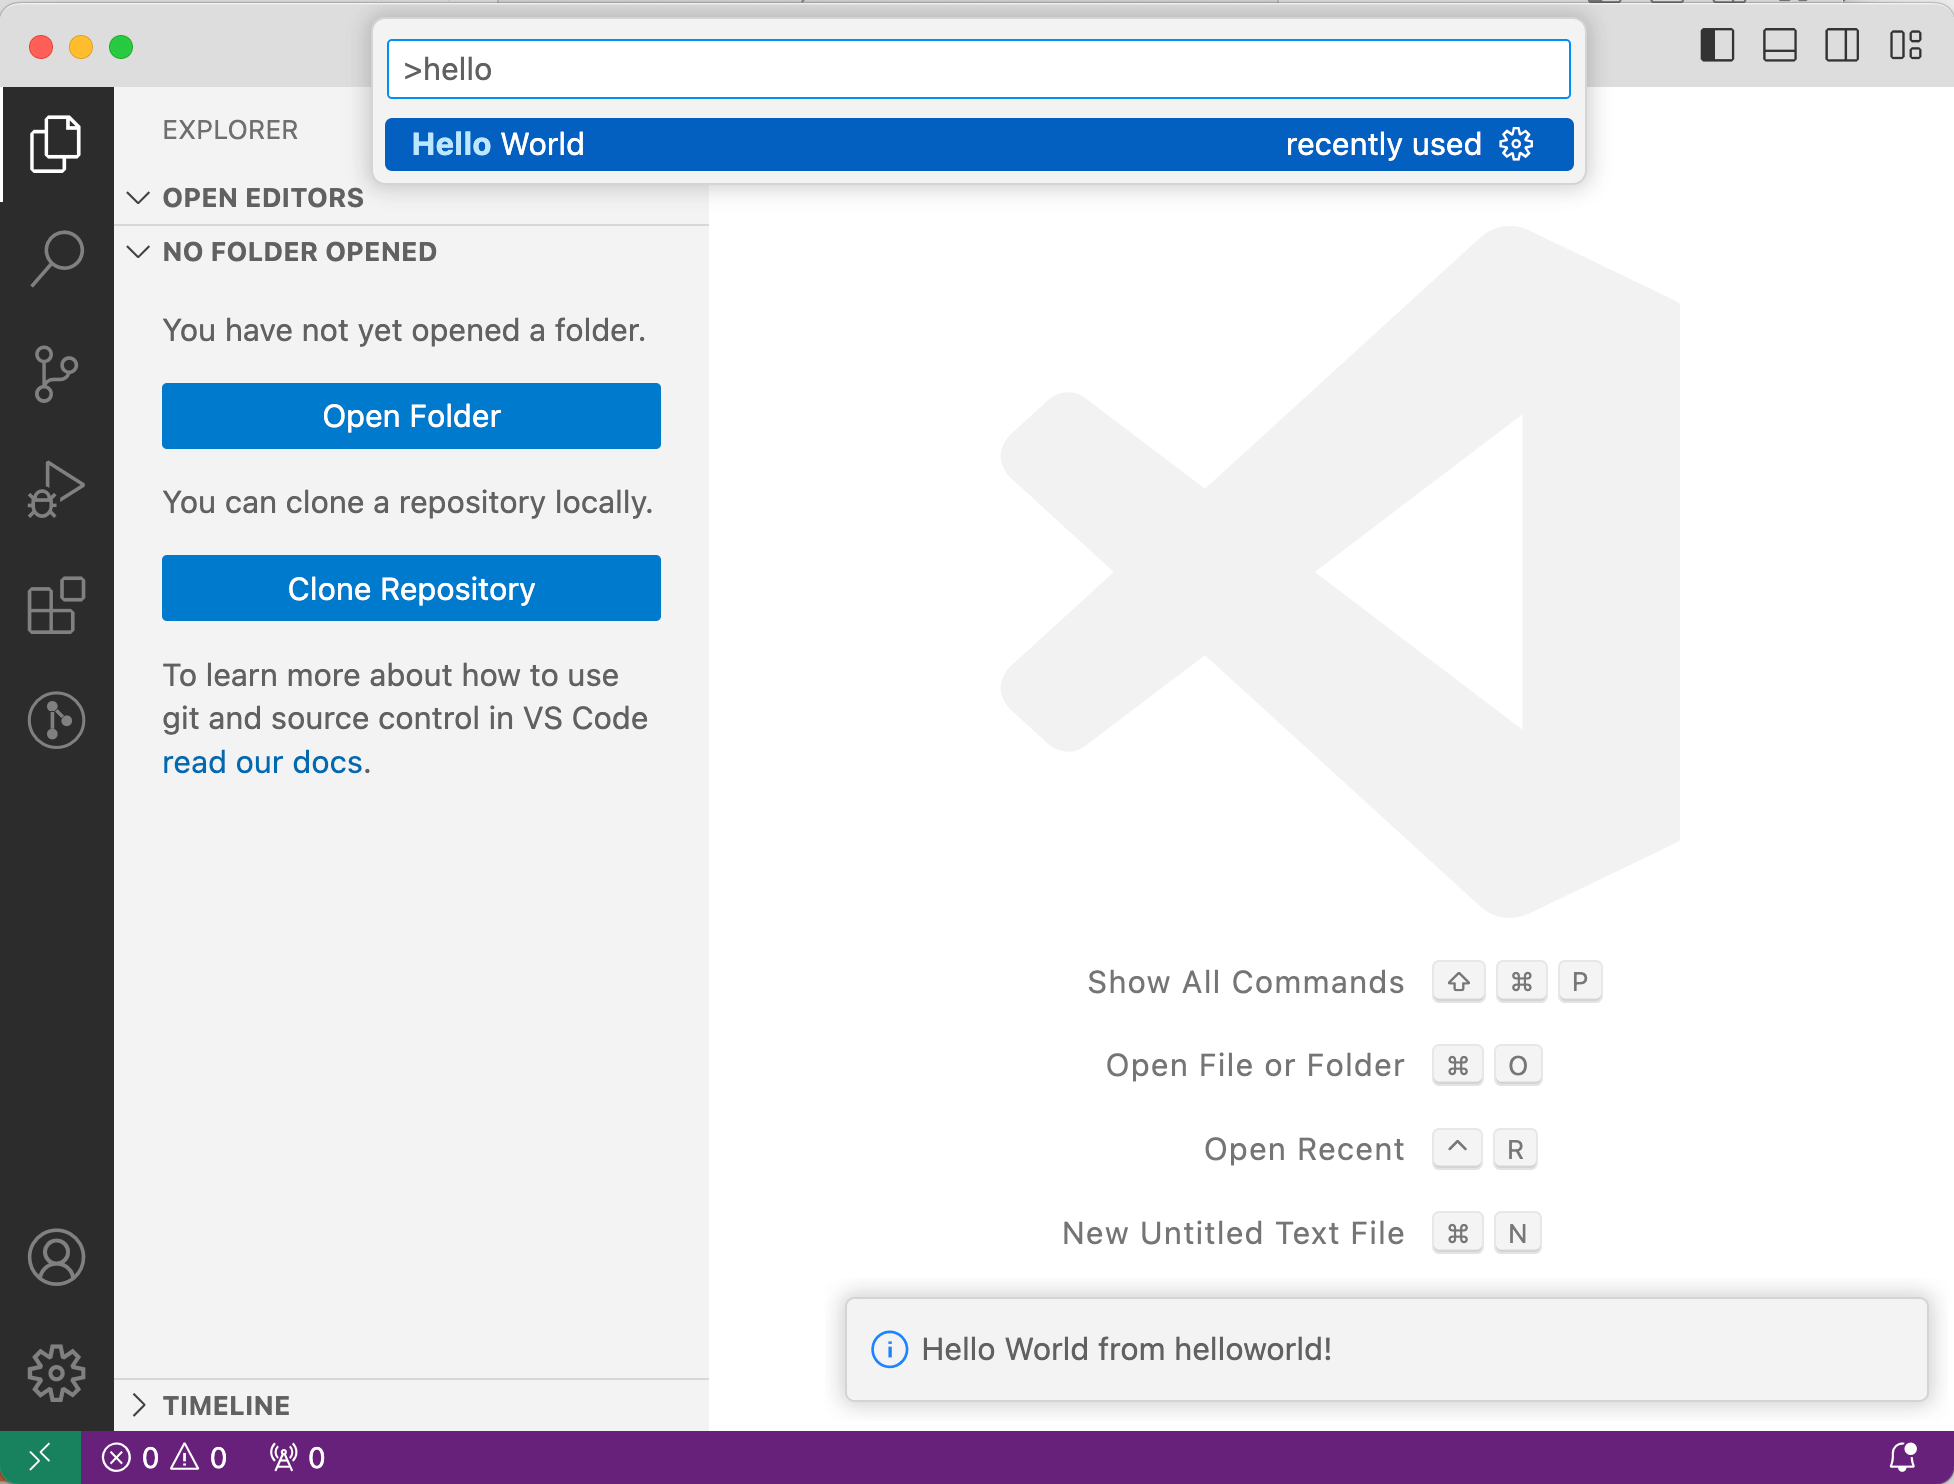 >hello
Hello World recently used
EXPLORER
OPEN EDITORS
NO FOLDER OPENED
You have not yet opened a folder.
Open Folder
You can clone a repository locally.
Clone Repository
To learn more about how to use
git and source control in VS Code
read our docs.
Show All Commands ⇧ ⌘ P
Open File or Folder ⌘ O
Open Recent ^ R
New Untitled Text File ⌘ N
Hello World from helloworld!
TIMELINE
0 0 0